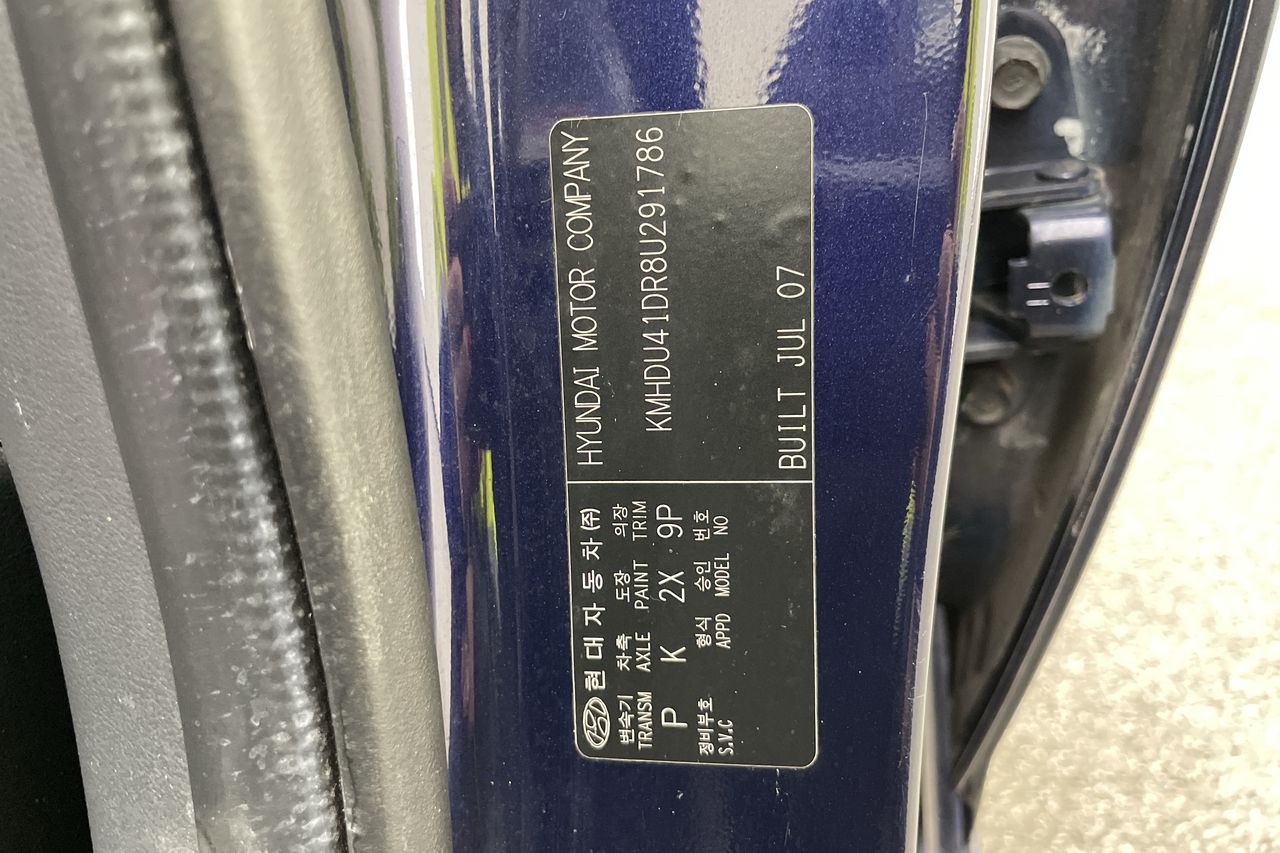 현대자동차(주)
HYUNDAI MOTOR COMPANY
변속기 차축 도장 의장
TRANSM AXLE PAINT TRIM
P K 2X 9P
KMHDU41DR8U291786
정비부호 형식 승인 번호
S.V.C APPD MODEL NO
BUILT JUL 07